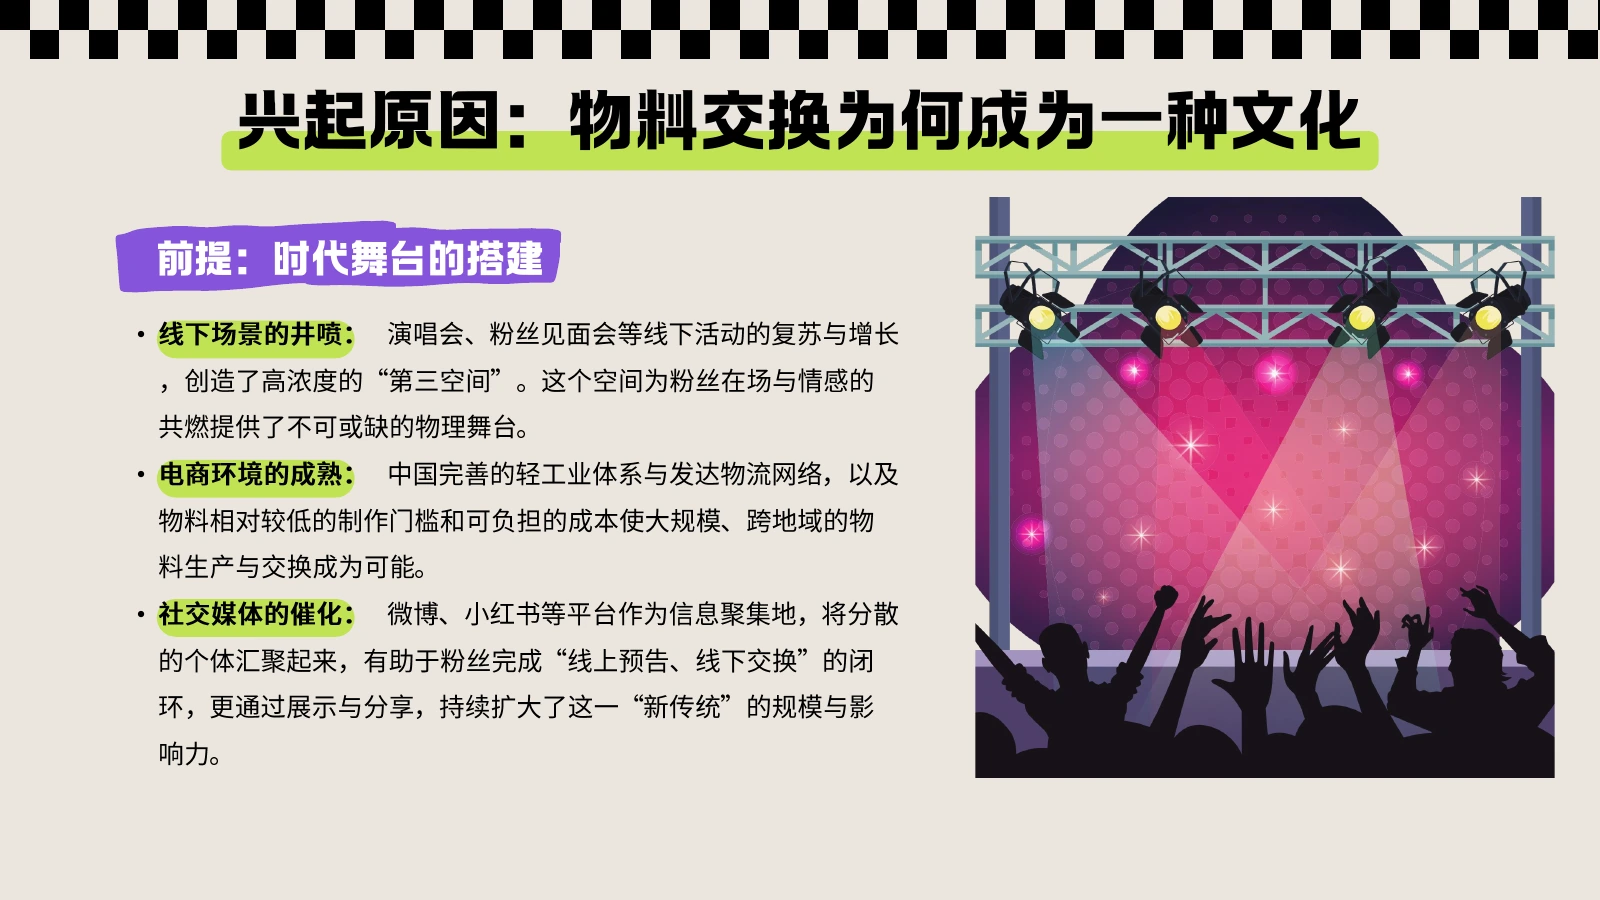 兴起原因：物料交换为何成为一种文化
前提：时代舞台的搭建
• 线下场景的井喷： 演唱会、粉丝见面会等线下活动的复苏与增长
，创造了高浓度的“第三空间”。这个空间为粉丝在场与情感的
共燃提供了不可或缺的物理舞台。
• 电商环境的成熟： 中国完善的轻工业体系与发达物流网络，以及
物料相对较低的制作门槛和可负担的成本使大规模、跨地域的物
料生产与交换成为可能。
• 社交媒体的催化： 微博、小红书等平台作为信息聚集地，将分散
的个体汇聚起来，有助于粉丝完成“线上预告、线下交换”的闭
环，更通过展示与分享，持续扩大了这一“新传统”的规模与影
响力。